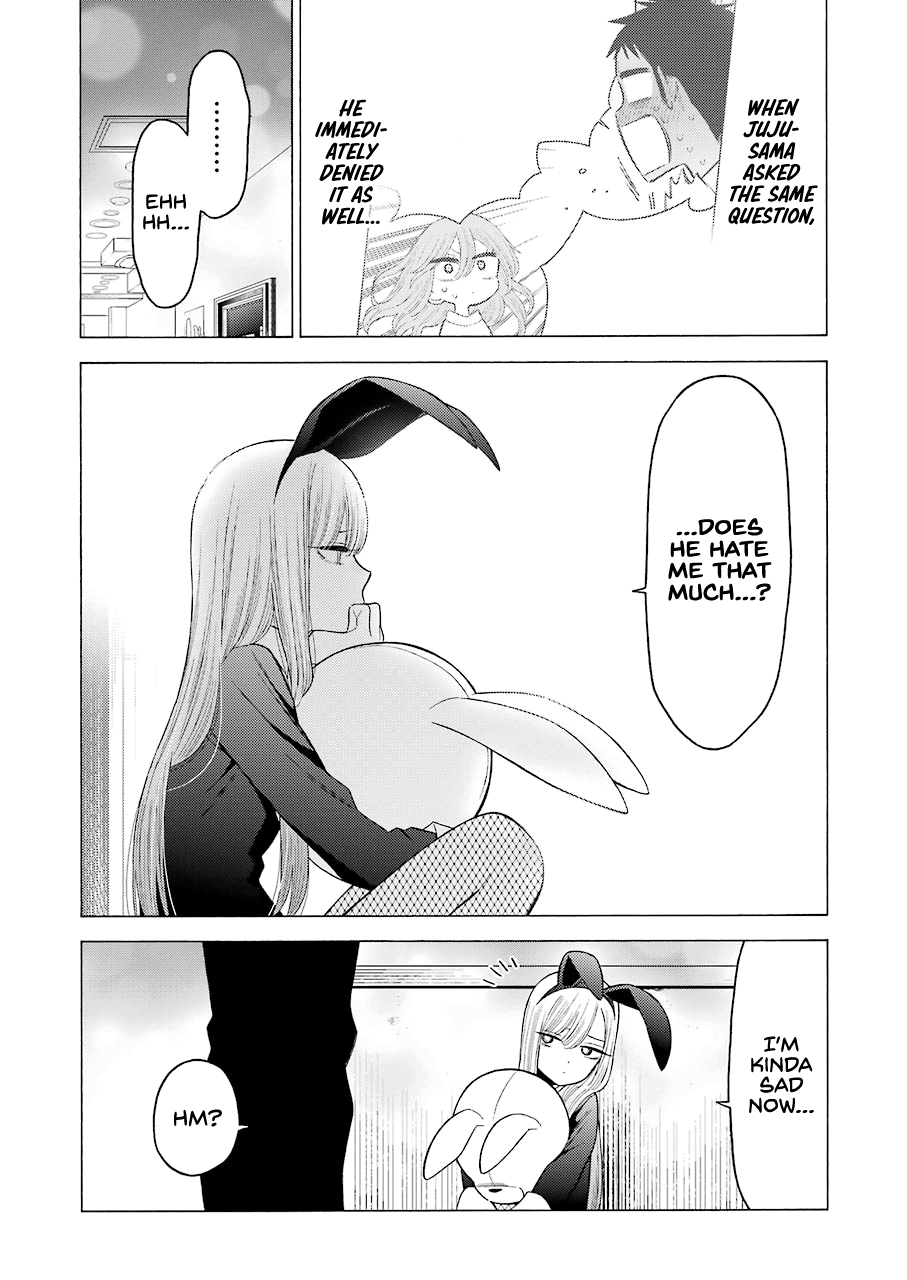 WHEN
JUJU-
SAMA
ASKED
THE SAME
QUESTION,
HE
IMMEDI-
ATELY
DENIED
IT AS
WELL...
.........
EHH
HH...
...DOES
HE HATE
ME THAT
MUCH...?
I'M
KINDA
SAD
NOW...
HM?